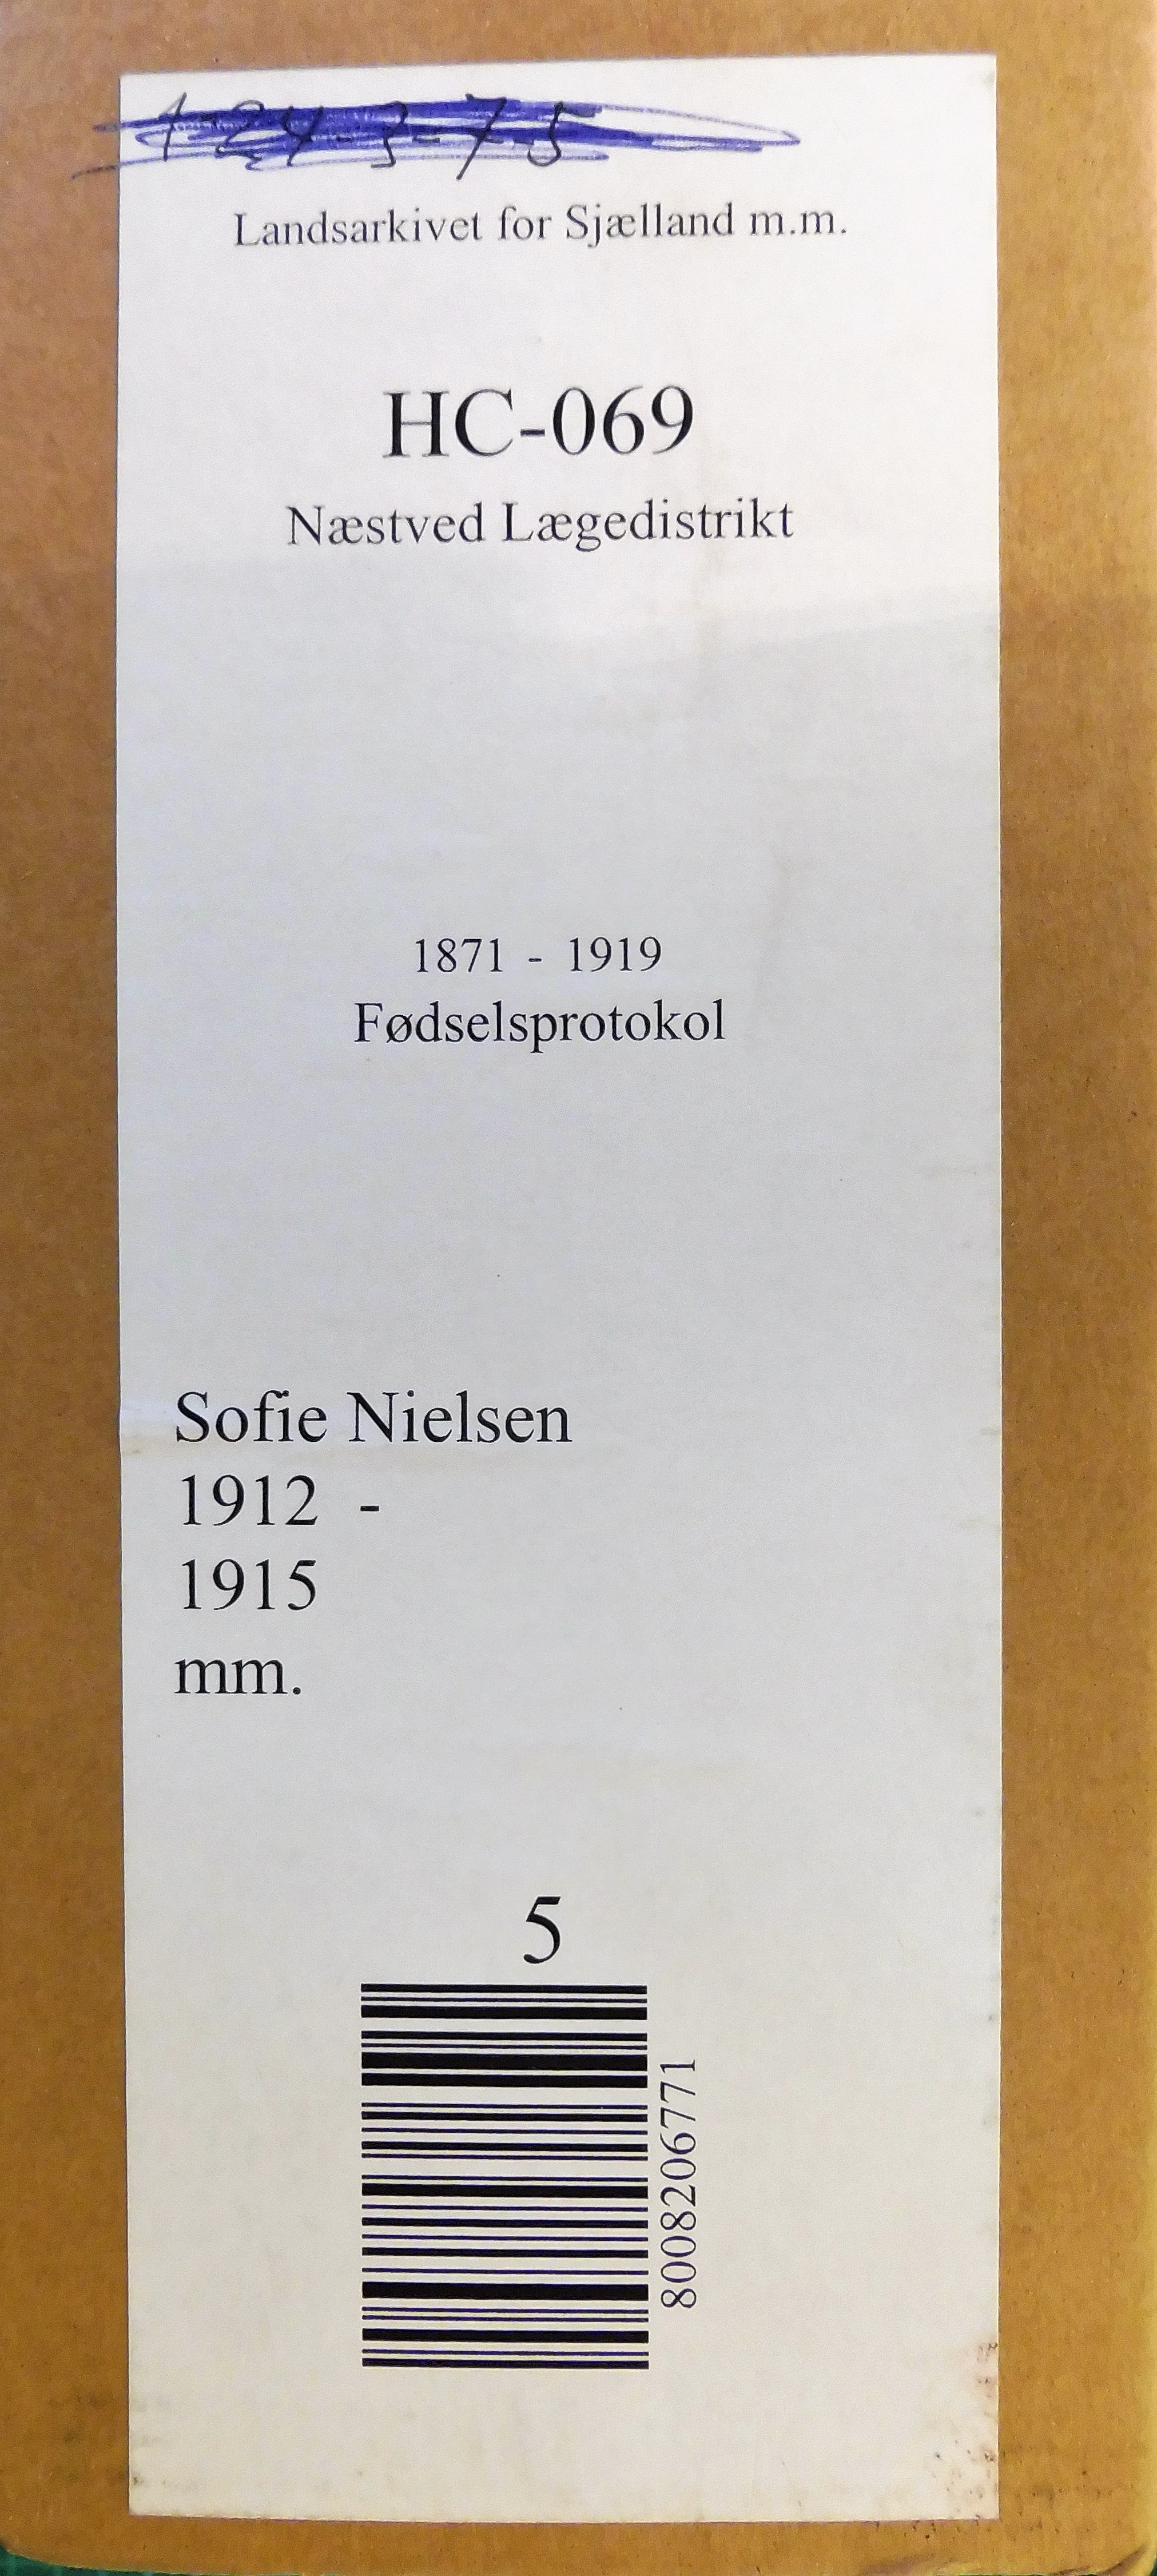 1-24-3-7-5
Landsarkivet for Sjælland m.m.
HC-069
Næstved Lægedistrikt
1871 - 1919
Fødselsprotokol
Sofie Nielsen
1912 -
1915
mm.
5
8008206771